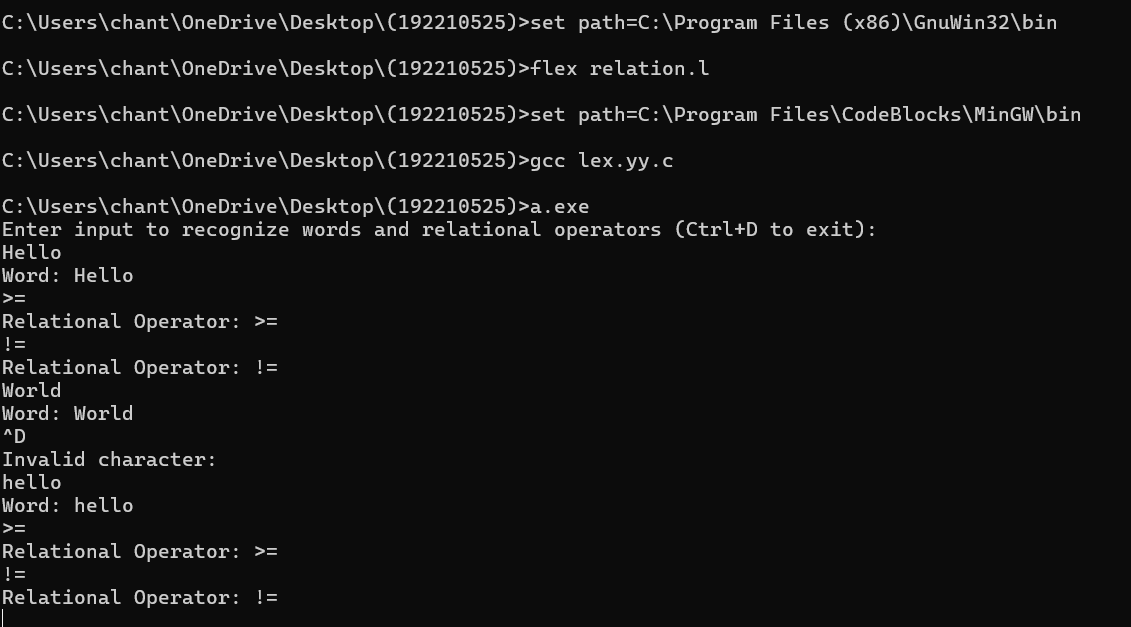 C:\Users\chant\OneDrive\Desktop\(192210525)>set path=C:\Program Files (x86)\GnuWin32\bin
C:\Users\chant\OneDrive\Desktop\(192210525)>flex relation.l
C:\Users\chant\OneDrive\Desktop\(192210525)>set path=C:\Program Files\CodeBlocks\MinGW\bin
C:\Users\chant\OneDrive\Desktop\(192210525)>gcc lex.yy.c
C:\Users\chant\OneDrive\Desktop\(192210525)>a.exe
Enter input to recognize words and relational operators (Ctrl+D to exit):
Hello
Word: Hello
>=
Relational Operator: >=
!=
Relational Operator: !=
World
Word: World
^D
Invalid character:
hello
Word: hello
>=
Relational Operator: >=
!=
Relational Operator: !=